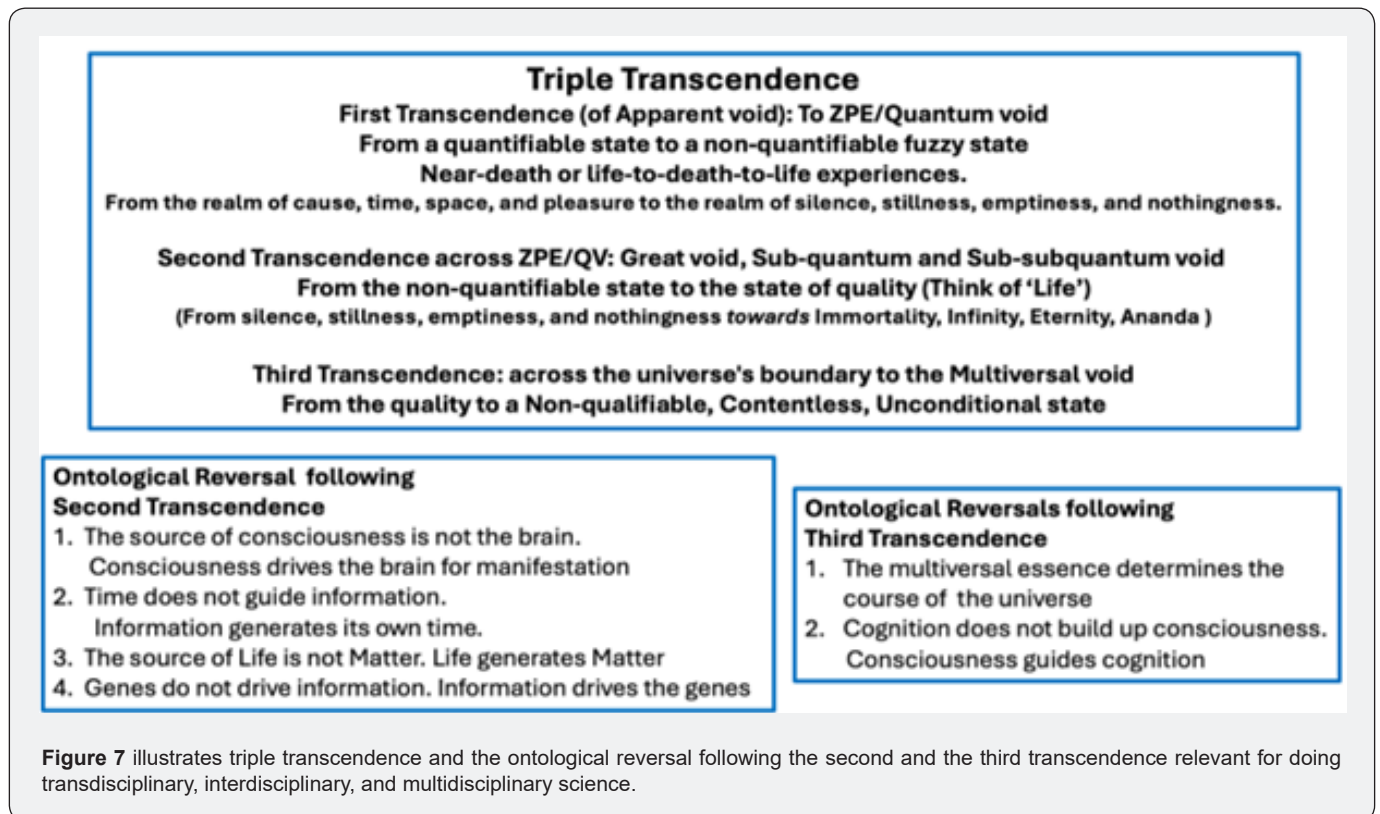 Triple Transcendence
First Transcendence (of Apparent void): To ZPE/Quantum void
From a quantifiable state to a non-quantifiable fuzzy state
Near-death or life-to-death-to-life experiences.
From the realm of cause, time, space, and pleasure to the realm of silence, stillness, emptiness, and nothingness.
Second Transcendence across ZPE/QV: Great void, Sub-quantum and Sub-subquantum void
From the non-quantifiable state to the state of quality (Think of ‘Life’)
(From silence, stillness, emptiness, and nothingness towards Immortality, Infinity, Eternity, Ananda )
Third Transcendence: across the universe's boundary to the Multiversal void
From the quality to a Non-qualifiable, Contentless, Unconditional state
Ontological Reversal following
Second Transcendence
1. The source of consciousness is not the brain.
Consciousness drives the brain for manifestation
2. Time does not guide information.
Information generates its own time.
3. The source of Life is not Matter. Life generates Matter
4. Genes do not drive information. Information drives the genes
Ontological Reversals following
Third Transcendence
1. The multiversal essence determines the
course of the universe
2. Cognition does not build up consciousness.
Consciousness guides cognition
Figure 7 illustrates triple transcendence and the ontological reversal following the second and the third transcendence relevant for doing
transdisciplinary, interdisciplinary, and multidisciplinary science.